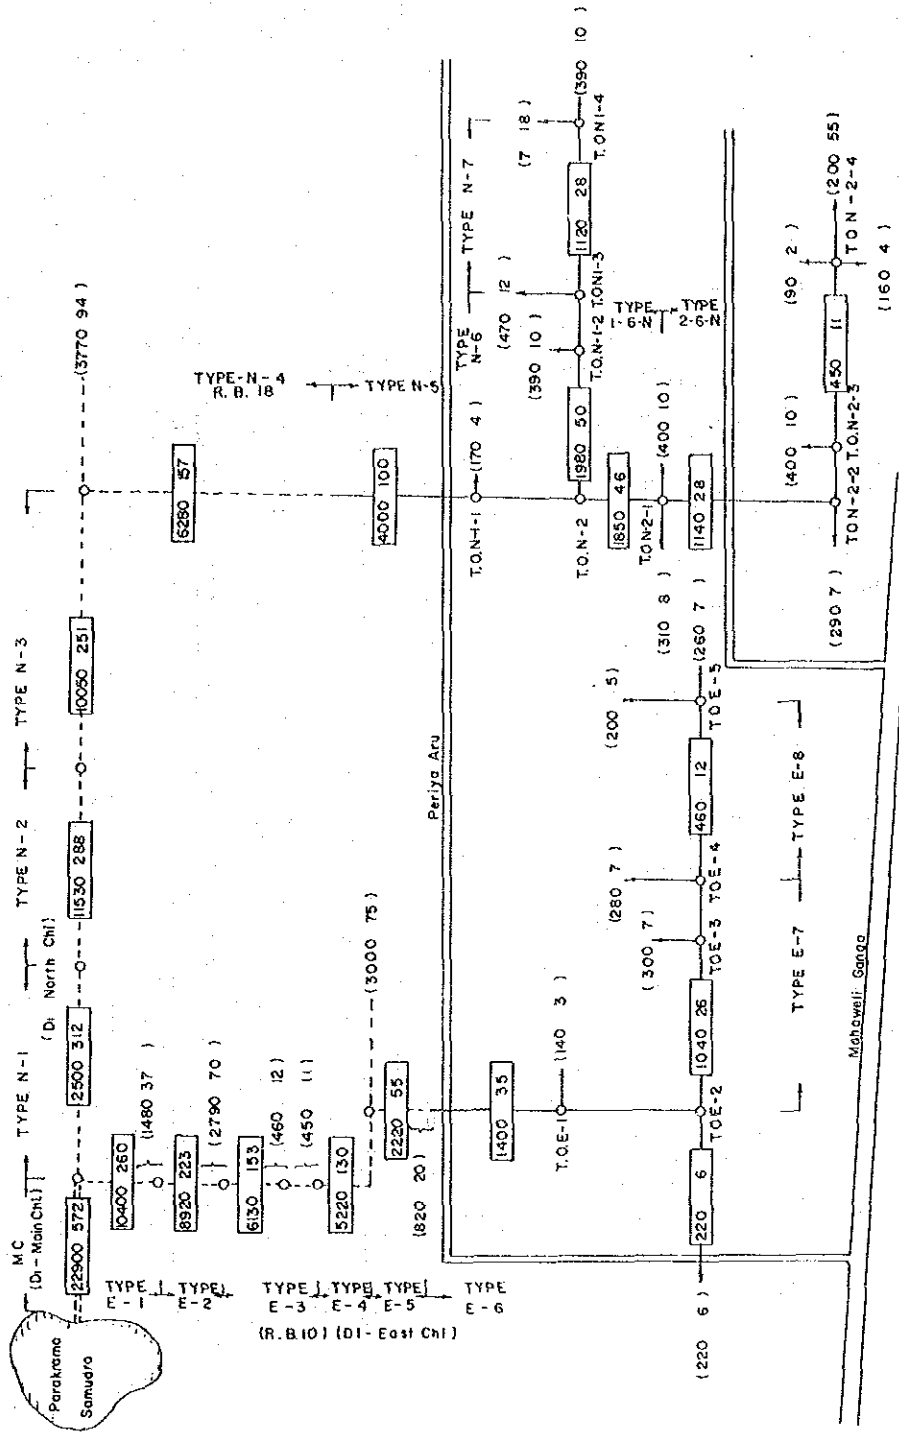 Parakrama
Samudra
MC
(D1-Main Chl)
TYPE N-1
(D1 North Chl)
TYPE N-2
TYPE N-3
22900 572
2500 312
11530 288
10050 251
(3770 94)
TYPE E-1
TYPE E-2
TYPE E-3
TYPE E-4
TYPE E-5
TYPE E-6
(R.B.10) (D1-East Chl)
10400 260
(1480 37)
8920 223
(2790 70)
6130 153
(460 12)
(450 11)
5220 130
(3000 75)
2220 55
(820 20)
1400 35
T.O.E-1
(140 3)
TOE-2
220 6
(220 6)
1040 26
(300 7)
TOE-3
(280 7)
TOE-4
460 12
(200 5)
TOE-5
(260 7)
TYPE E-7
TYPE E-8
Periya Aru
Mahaweli Ganga
6280 157
TYPE-N-4
R.B. 18
TYPE N-5
4000 100
T.O.N-1-1
(170 4)
T.O.N-2
1980 50
(390 10)
T.O.N-1-2
(470 12)
T.ON1-3
1120 28
(7 18)
T.ON1-4
(390 10)
TYPE N-6
TYPE N-7
TYPE 1-6-N
TYPE 2-6-N
1850 46
T.ON-2-1
(400 10)
(310 8)
1140 28
TON-2-2
(290 7)
T.O.N-2-3
(400 10)
450 11
(90 2)
(160 4)
TON-2-4
(200 55)